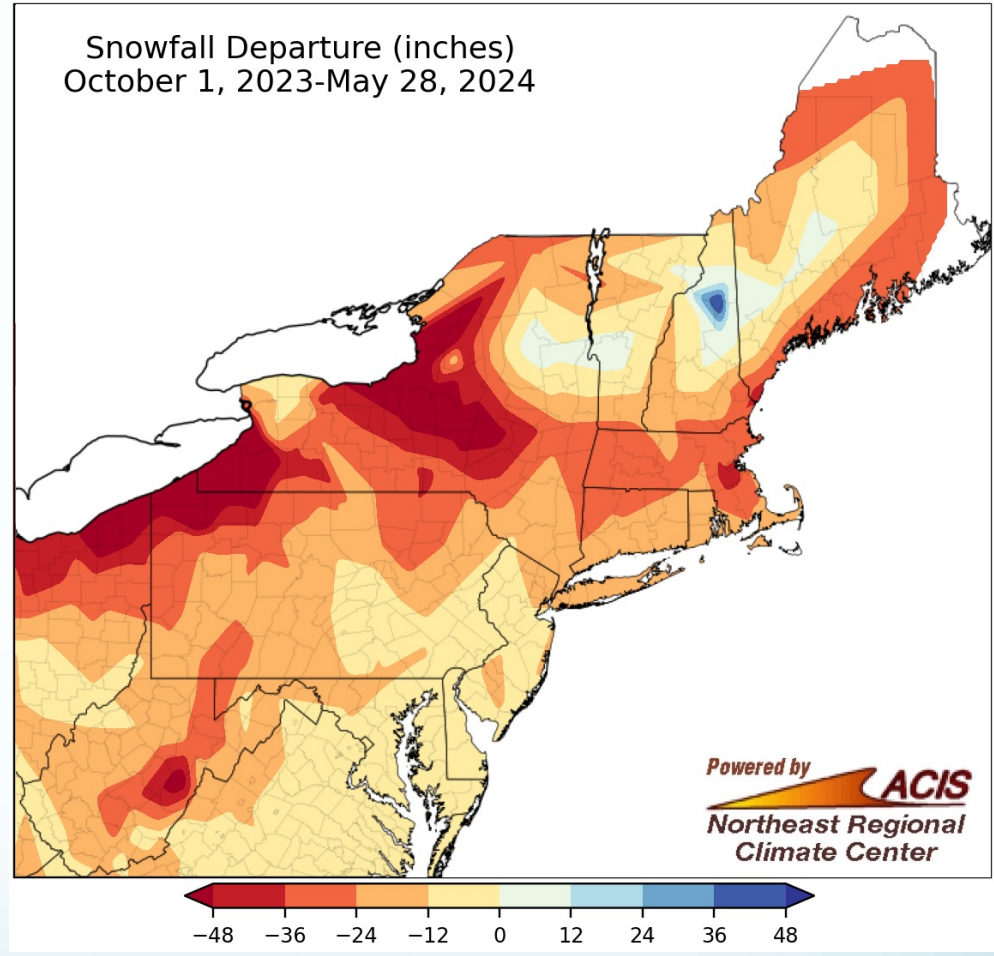 Snowfall Departure (inches)
October 1, 2023-May 28, 2024
Powered by
ACIS
Northeast Regional
Climate Center
−48 −36 −24 −12 0 12 24 36 48